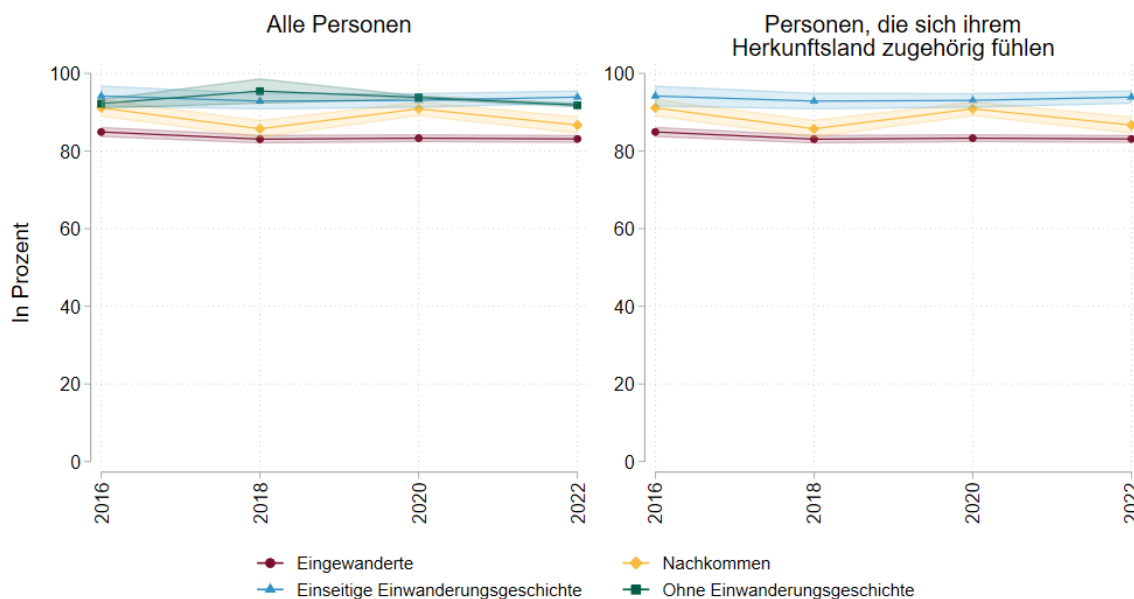 Alle Personen
Personen, die sich ihrem
Herkunftsland zugehörig fühlen
In Prozent
100
80
60
40
20
0
2016
2018
2020
2022
100
80
60
40
20
0
2016
2018
2020
2022
Eingewanderte
Nachkommen
Einseitige Einwanderungsgeschichte
Ohne Einwanderungsgeschichte